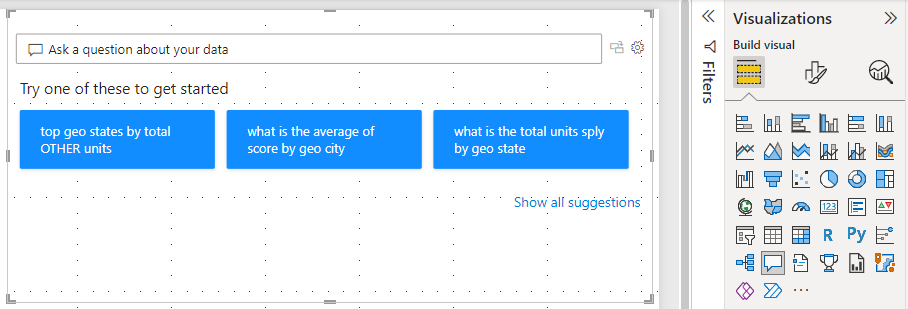 Ask a question about your data
Try one of these to get started
top geo states by total
OTHER units
what is the average of
score by geo city
what is the total units sply
by geo state
Show all suggestions
Filters
Visualizations
Build visual
123
R
Py